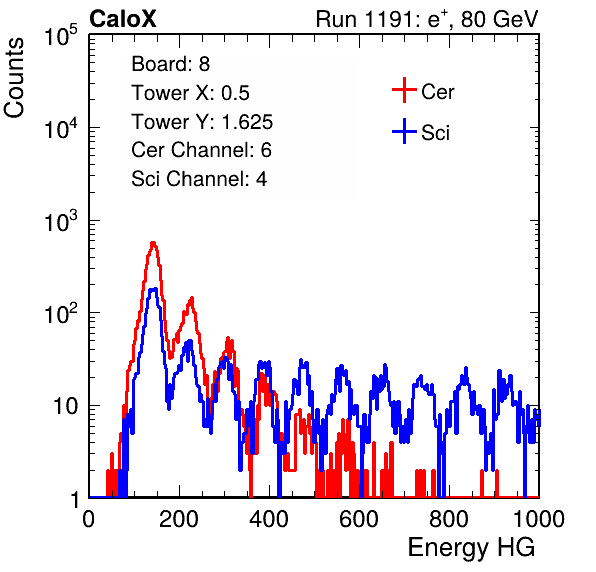 CaloX Run 1191: e⁺, 80 GeV
Counts
Board: 8
Tower X: 0.5
Tower Y: 1.625
Cer Channel: 6
Sci Channel: 4
Cer
Sci
10⁵
10⁴
10³
10²
10
1
0 200 400 600 800 1000
Energy HG